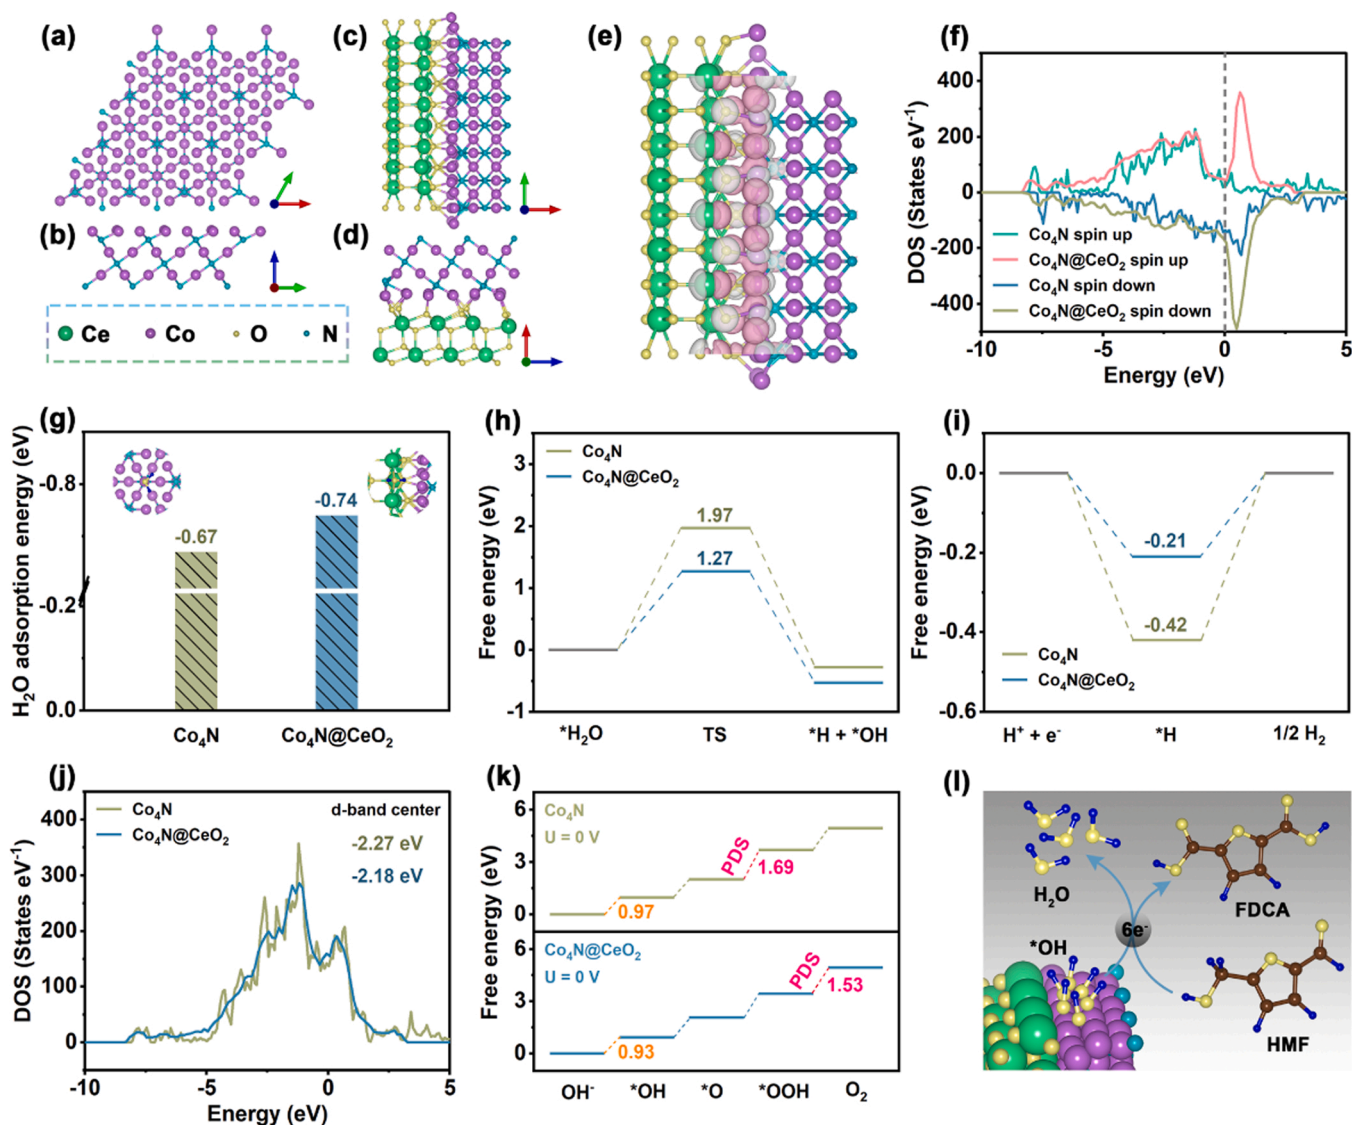 (a)
(b)
Ce Co O N
(c)
(d)
(e)
(f)
DOS (States eV⁻¹)
400
200
0
-200
-400
Co₄N spin up
Co₄N@CeO₂ spin up
Co₄N spin down
Co₄N@CeO₂ spin down
-10 -5 0 5
Energy (eV)
(g)
H₂O adsorption energy (eV)
-0.8
-0.2
0.0
-0.67
-0.74
Co₄N Co₄N@CeO₂
(h)
Free energy (eV)
3
2
1
0
-1
Co₄N
Co₄N@CeO₂
1.97
1.27
*H₂O TS *H + *OH
(i)
Free energy (eV)
0.0
-0.2
-0.4
-0.6
-0.21
-0.42
Co₄N
Co₄N@CeO₂
H⁺ + e⁻ *H 1/2 H₂
(j)
DOS (States eV⁻¹)
400
300
200
100
0
Co₄N
Co₄N@CeO₂
d-band center
-2.27 eV
-2.18 eV
-10 -5 0 5
Energy (eV)
(k)
Free energy (eV)
6
3
0
Co₄N
U = 0 V
PDS
1.69
0.97
Free energy (eV)
6
3
0
Co₄N@CeO₂
U = 0 V
PDS
1.53
0.93
OH⁻ *OH *O *OOH O₂
(l)
H₂O
FDCA
6e⁻
*OH
HMF